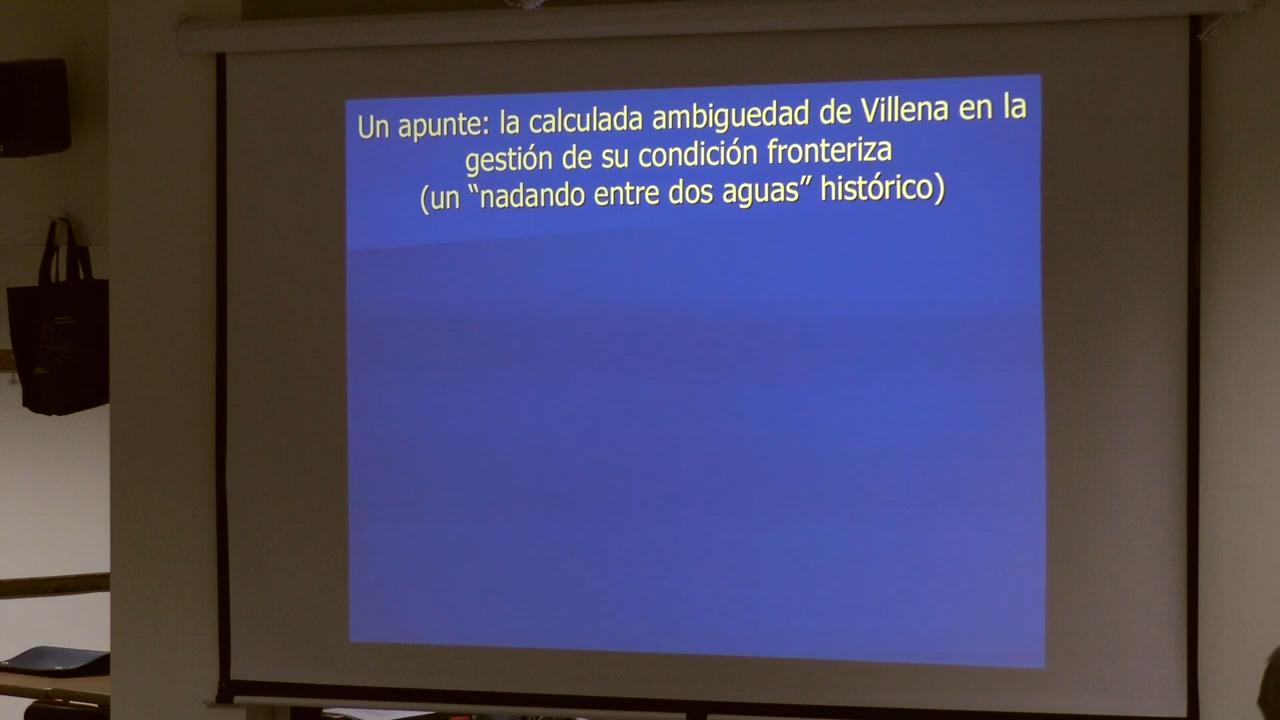 Un apunte: la calculada ambiguedad de Villena en la
gestión de su condición fronteriza
(un “nadando entre dos aguas” histórico)